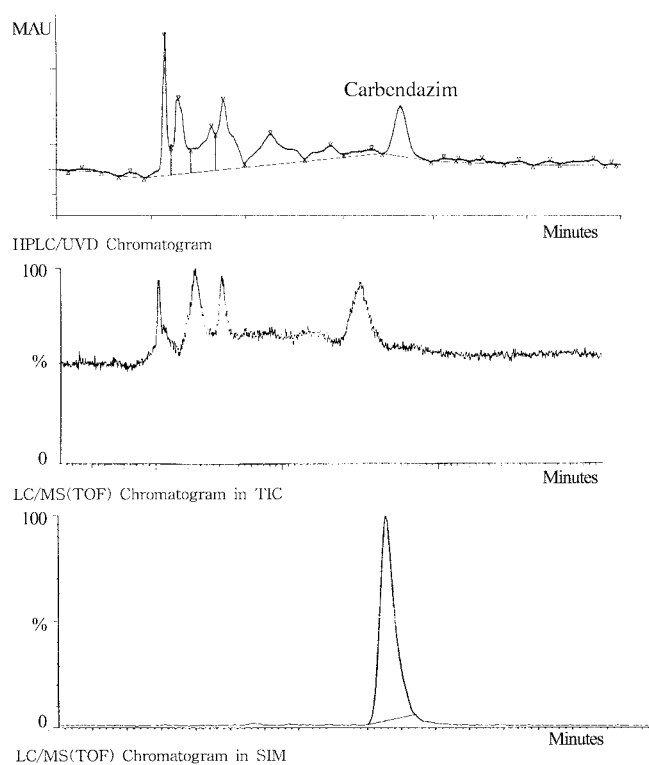 MAU
Carbendazim
Minutes
HPLC/UVD Chromatogram
100
%
0
Minutes
LC/MS(TOF) Chromatogram in TIC
100
%
0
Minutes
LC/MS(TOF) Chromatogram in SIM